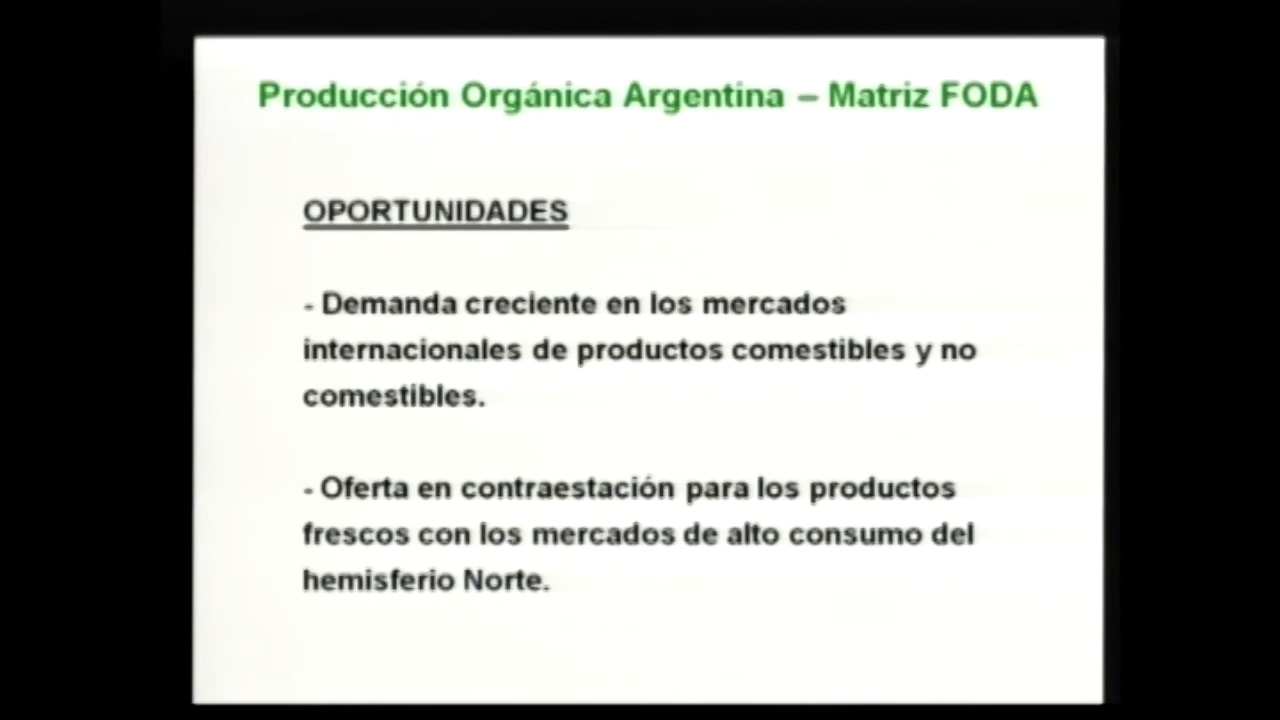 Producción Orgánica Argentina – Matriz FODA
OPORTUNIDADES
- Demanda creciente en los mercados
internacionales de productos comestibles y no
comestibles.
- Oferta en contraestación para los productos
frescos con los mercados de alto consumo del
hemisferio Norte.